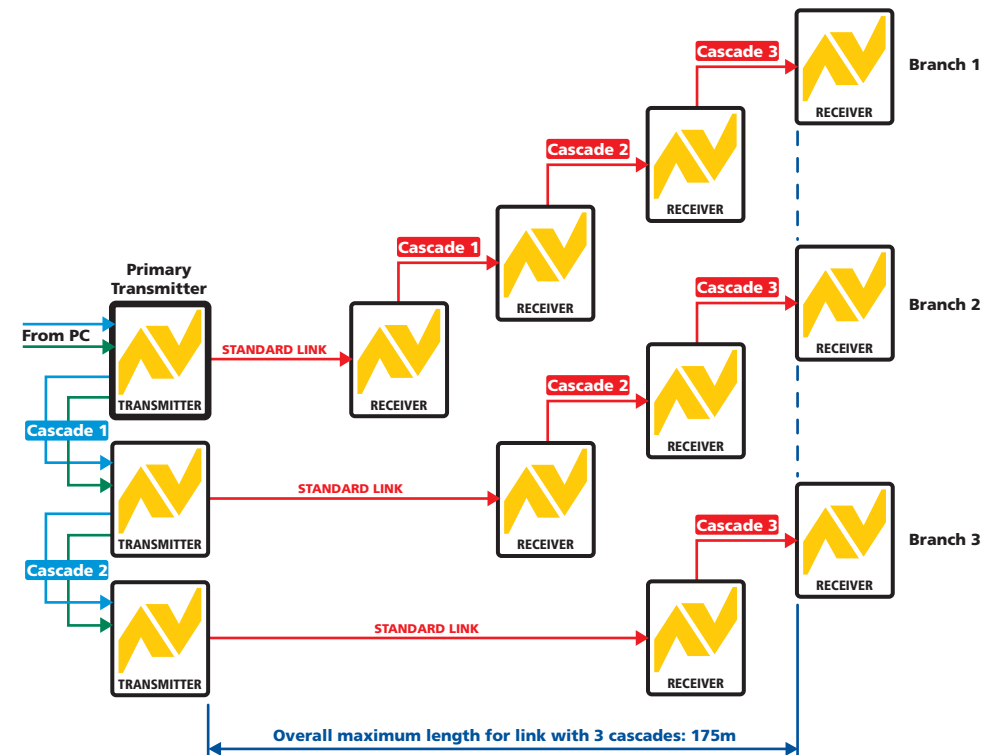 Cascade 3
RECEIVER
Branch 1
Cascade 2
RECEIVER
Cascade 1
RECEIVER
Primary
Transmitter
From PC
TRANSMITTER
STANDARD LINK
RECEIVER
Cascade 3
RECEIVER
Branch 2
Cascade 2
RECEIVER
Cascade 1
TRANSMITTER
STANDARD LINK
RECEIVER
Cascade 3
RECEIVER
Branch 3
Cascade 2
TRANSMITTER
STANDARD LINK
RECEIVER
Overall maximum length for link with 3 cascades: 175m